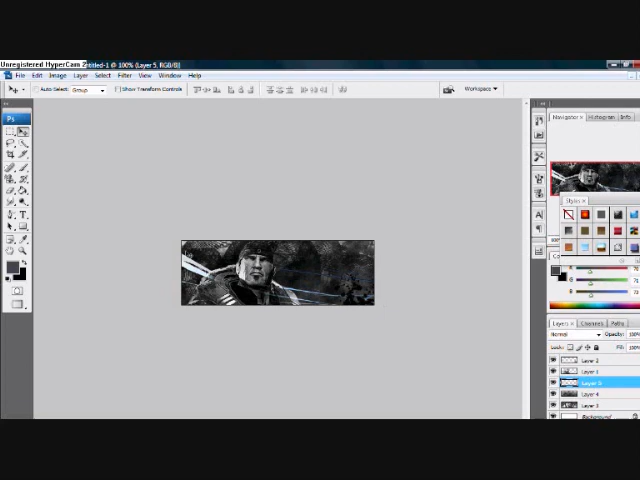 Unregistered HyperCam 2
Untitled-1 @ 100% (Layer 5, RGB/8)
File Edit Image Layer Select Filter View Window Help
Auto-Select: Group Show Transform Controls Workspace
Ps
Navigator Histogram Info
Styles
Layers Channels Paths
Normal Opacity: 100%
Lock: Fill: 100%
Layer 2
Layer 1
Layer 5
Layer 4
Layer 3
Background